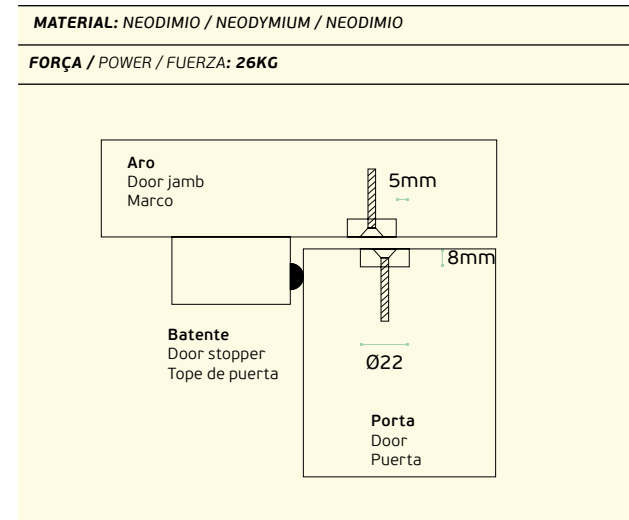 MATERIAL: NEODIMIO / NEODYMIUM / NEODIMIO
FORÇA / POWER / FUERZA: 26KG
Aro
Door jamb
Marco
5mm
8mm
Batente
Door stopper
Tope de puerta
Ø22
Porta
Door
Puerta